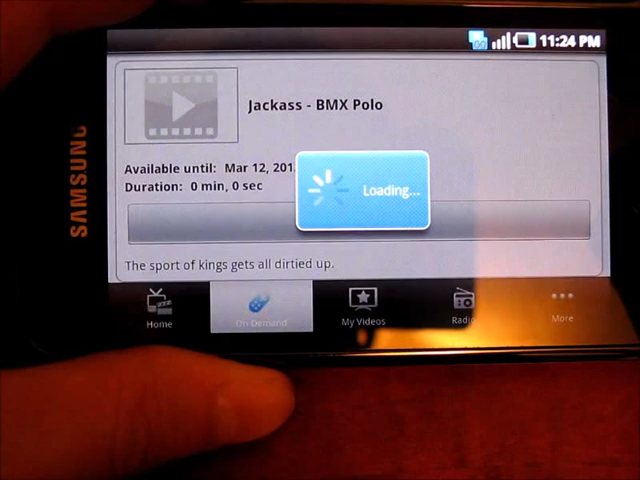 11:24 PM
SAMSUNG
Jackass - BMX Polo
Available until: Mar 12, 201
Duration: 0 min, 0 sec
Loading...
The sport of kings gets all dirtied up.
Home
On Demand
My Videos
Radio
More